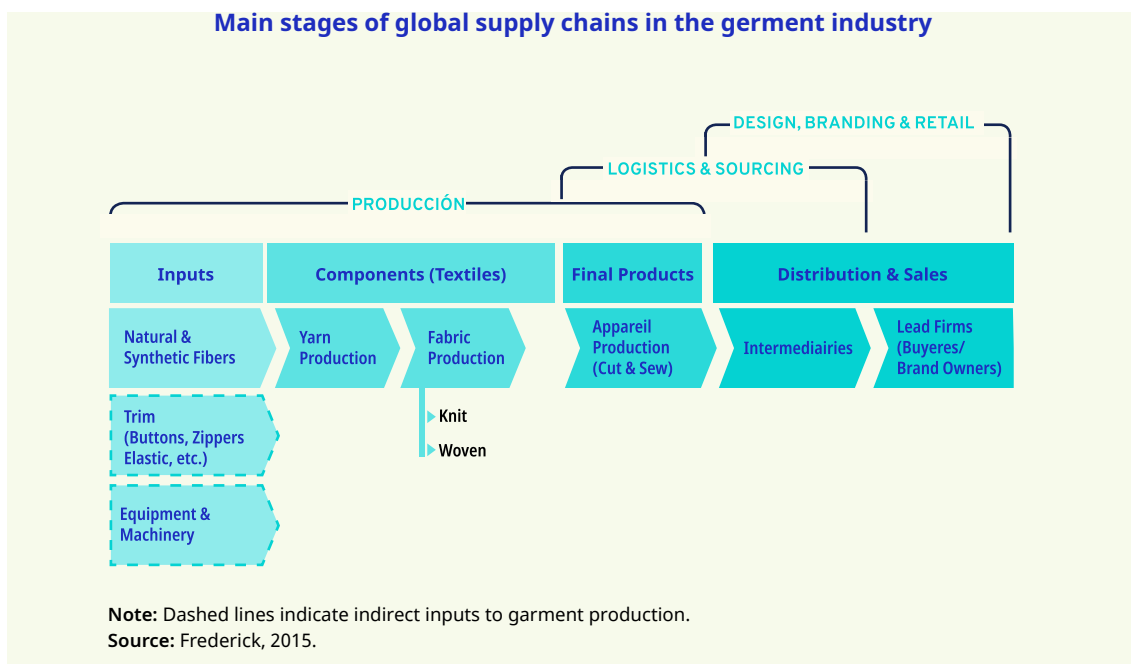 Main stages of global supply chains in the germent industry
DESIGN, BRANDING & RETAIL
LOGISTICS & SOURCING
PRODUCCIÓN
Inputs
Components (Textiles)
Final Products
Distribution & Sales
Natural &
Synthetic Fibers
Yarn
Production
Fabric
Production
Appareil
Production
(Cut & Sew)
Intermediairies
Lead Firms
(Buyeres/
Brand Owners)
Trim
(Buttons, Zippers
Elastic, etc.)
Knit
Woven
Equipment &
Machinery
Note: Dashed lines indicate indirect inputs to garment production.
Source: Frederick, 2015.